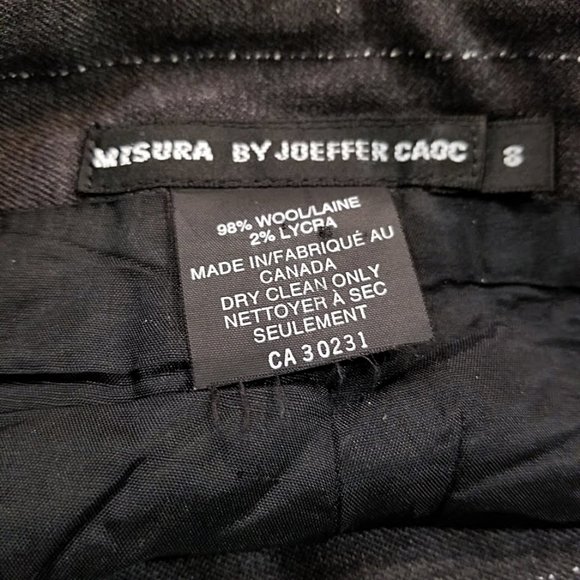 MISURA BY JOEFFER CAOC 8
98% WOOL/LAINE
2% LYCRA
MADE IN/FABRIQUÉ AU
CANADA
DRY CLEAN ONLY
NETTOYER À SEC
SEULEMENT
CA 30231